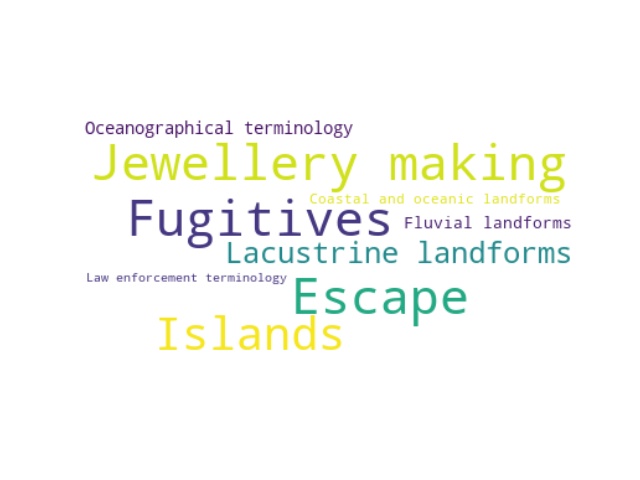 Oceanographical terminology
Jewellery making
Coastal and oceanic landforms
Fugitives
Fluvial landforms
Lacustrine landforms
Law enforcement terminology
Escape
Islands